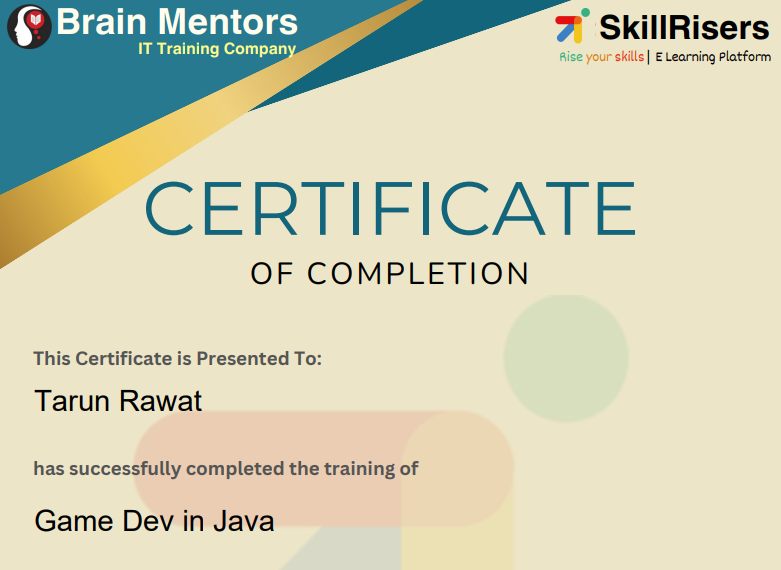 Brain Mentors
IT Training Company
SkillRisers
Rise your skills | E Learning Platform
CERTIFICATE
OF COMPLETION
This Certificate is Presented To:
Tarun Rawat
has successfully completed the training of
Game Dev in Java